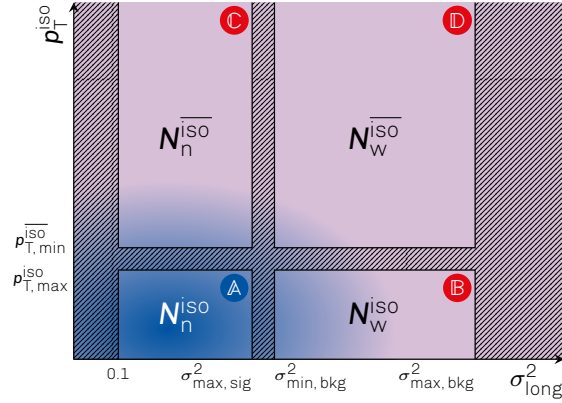 p_T^iso
ℂ
𝔻
N_n^{\overline{iso}}
N_w^{\overline{iso}}
p_{T, min}^{\overline{iso}}
p_{T, max}^{iso}
𝔸
𝔹
N_n^{iso}
N_w^{iso}
0.1
σ²_{max, sig}
σ²_{min, bkg}
σ²_{max, bkg}
σ²_{long}